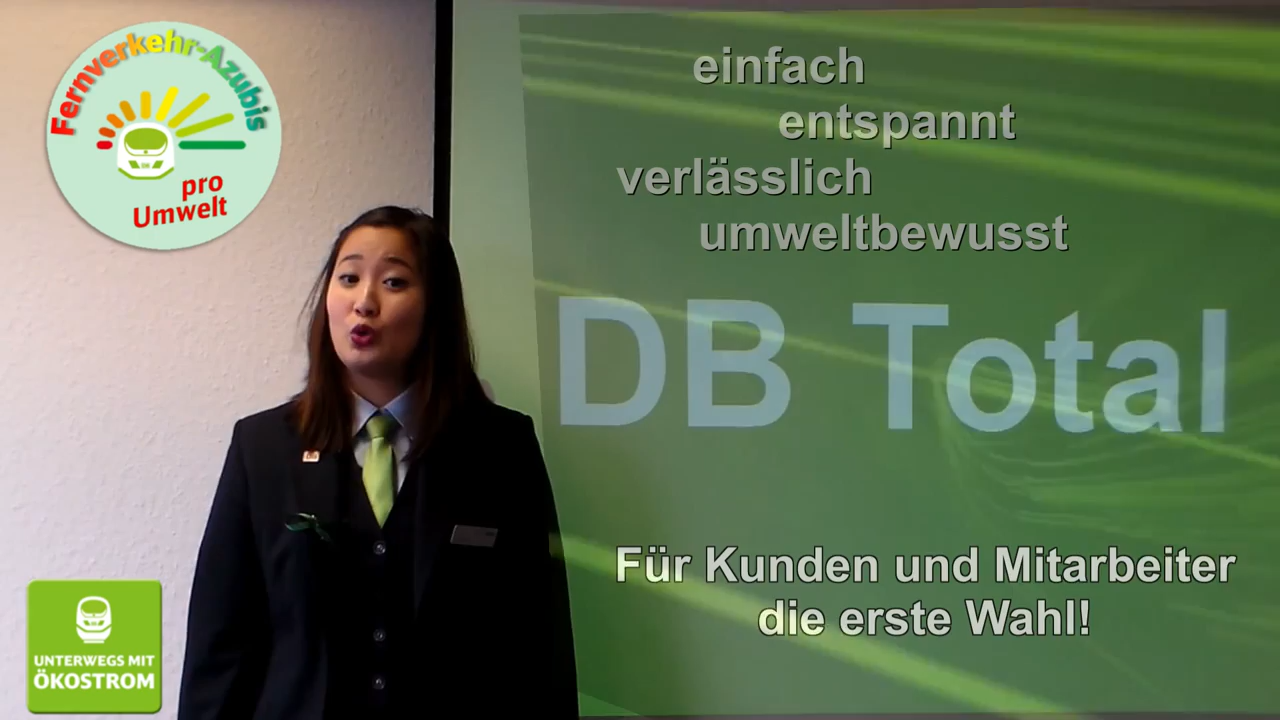 Fernverkehr-Azubis
pro
Umwelt
einfach
entspannt
verlässlich
umweltbewusst
DB Total
Für Kunden und Mitarbeiter
die erste Wahl!
UNTERWEGS MIT
ÖKOSTROM